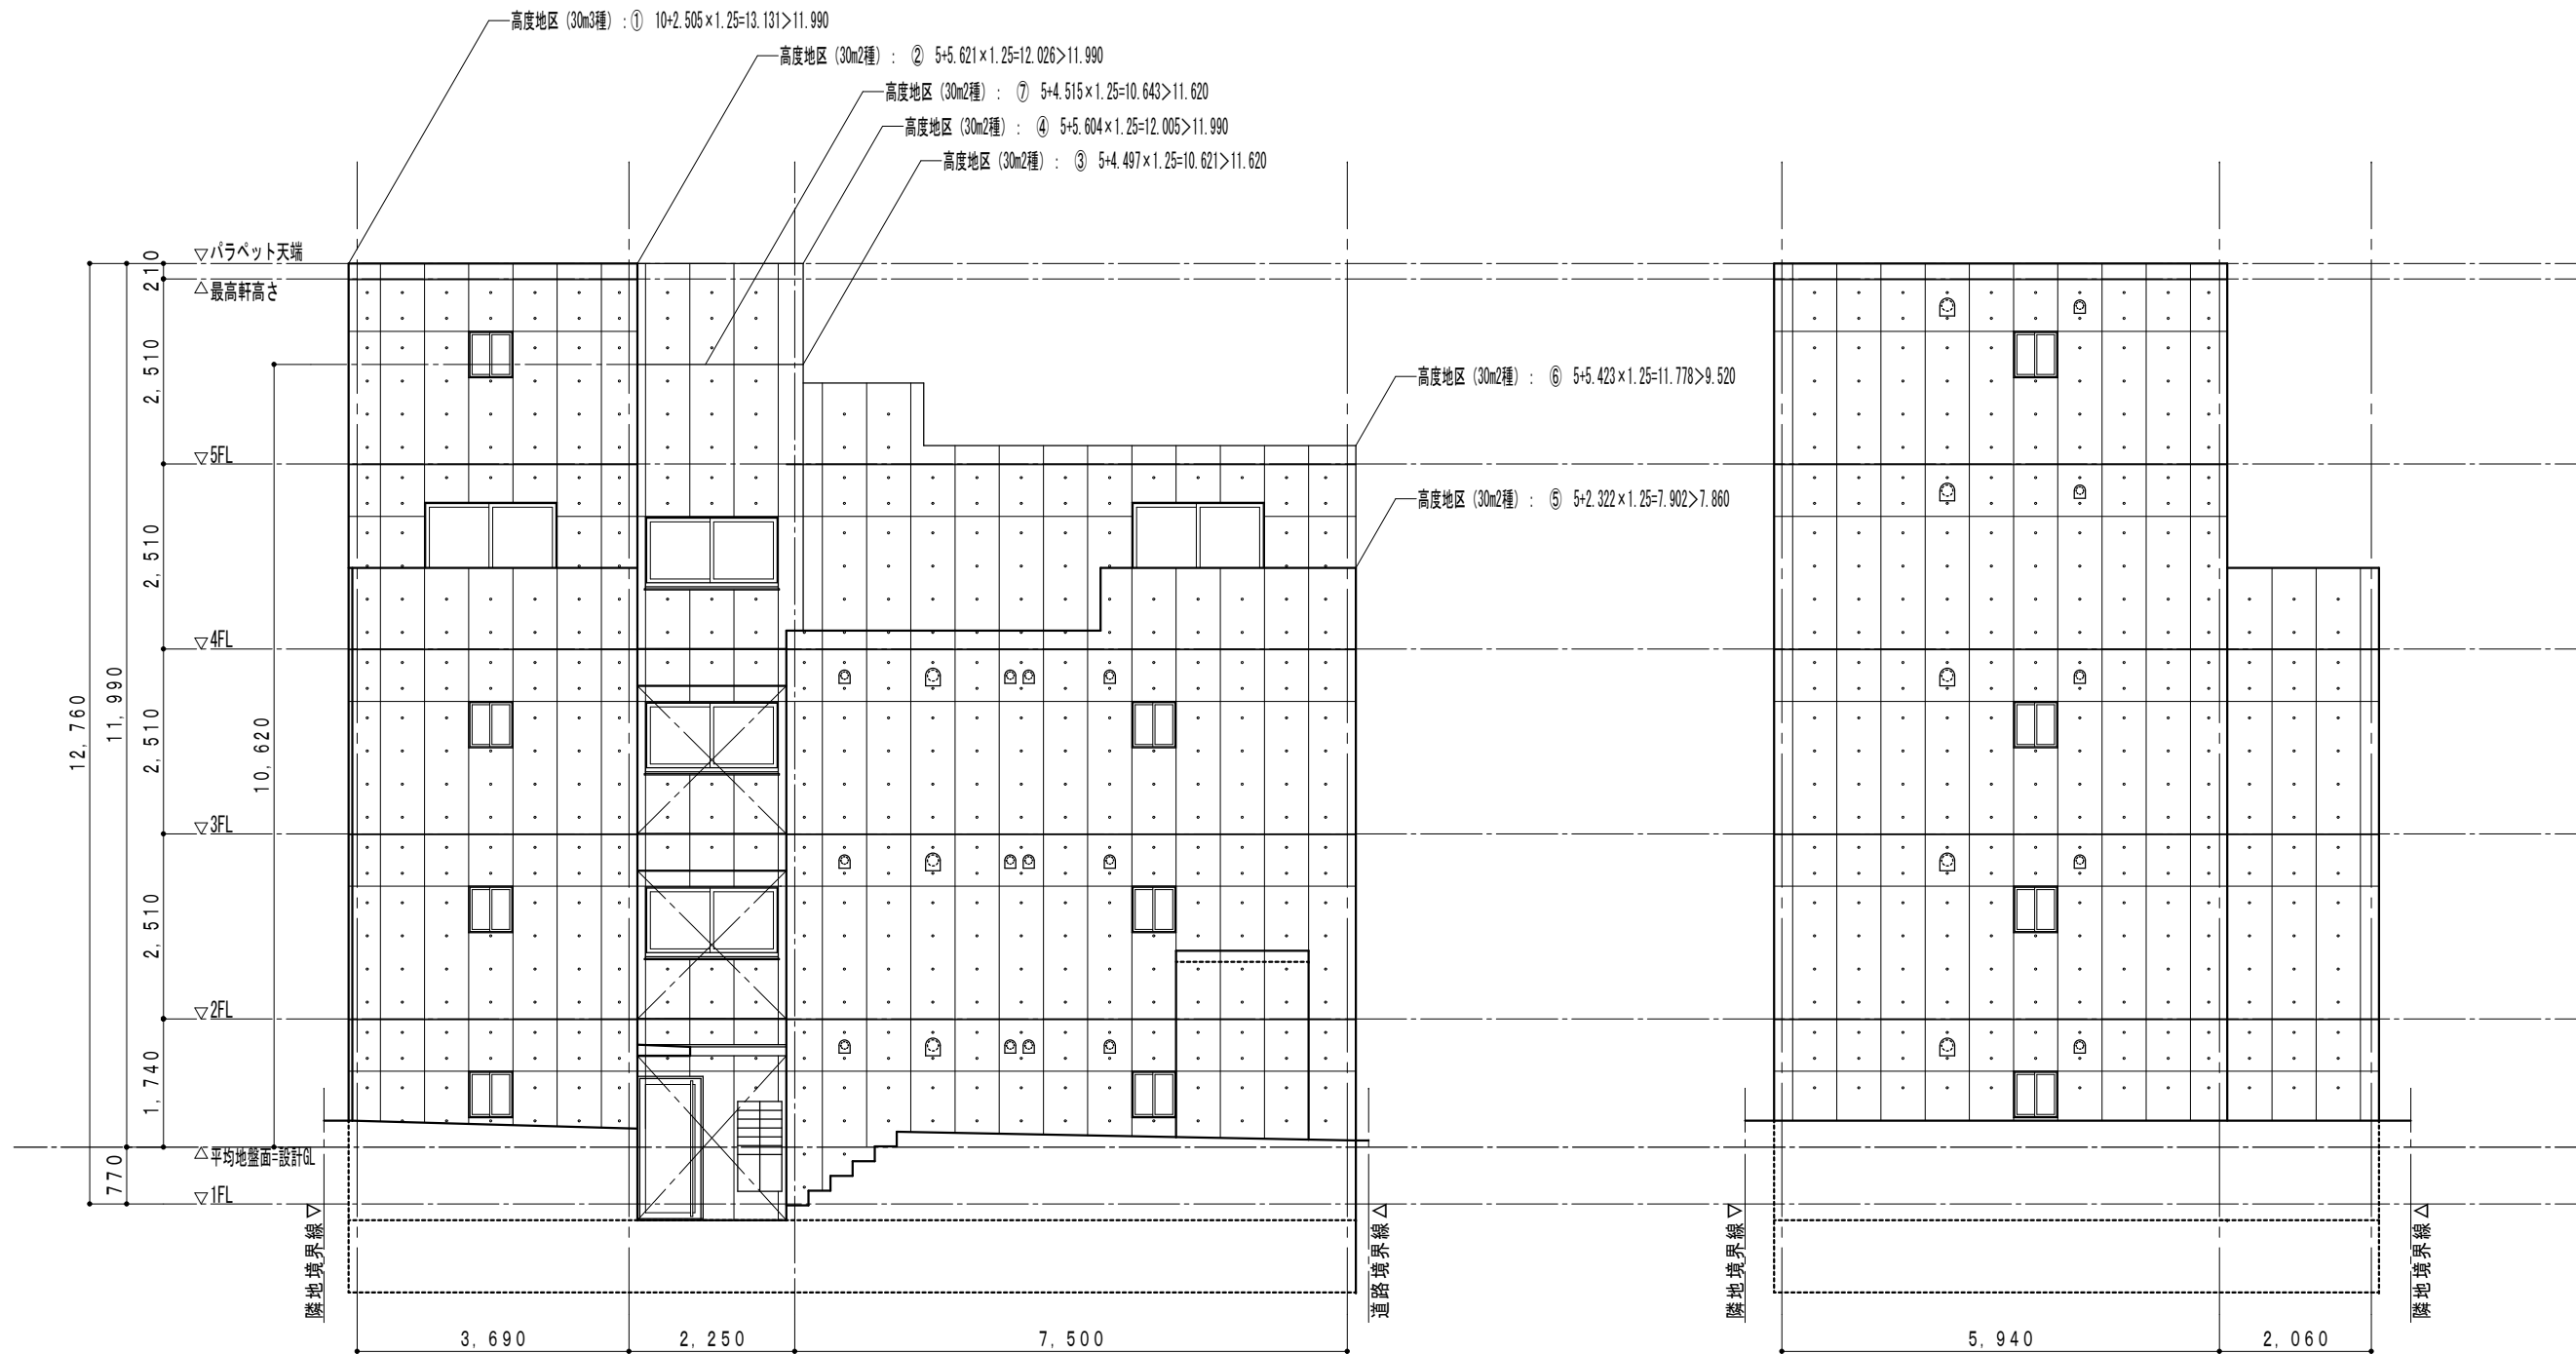 高度地区 (30m3種) : ① 10+2.505×1.25=13.131>11.990
高度地区 (30m2種) : ② 5+5.621×1.25=12.026>11.990
高度地区 (30m2種) : ⑦ 5+4.515×1.25=10.643>11.620
高度地区 (30m2種) : ④ 5+5.604×1.25=12.005>11.990
高度地区 (30m2種) : ③ 5+4.497×1.25=10.621>11.620
▽パラペット天端
△最高軒高さ
210
2,510
高度地区 (30m2種) : ⑥ 5+5.423×1.25=11.778>9.520
▽5FL
高度地区 (30m2種) : ⑤ 5+2.322×1.25=7.902>7.860
2,510
▽4FL
12,760
11,990
10,620
2,510
▽3FL
2,510
▽2FL
1,740
△平均地盤面=設計GL
770
▽1FL
隣地境界線▽
道路境界線△
隣地境界線▽
隣地境界線△
3,690
2,250
7,500
5,940
2,060